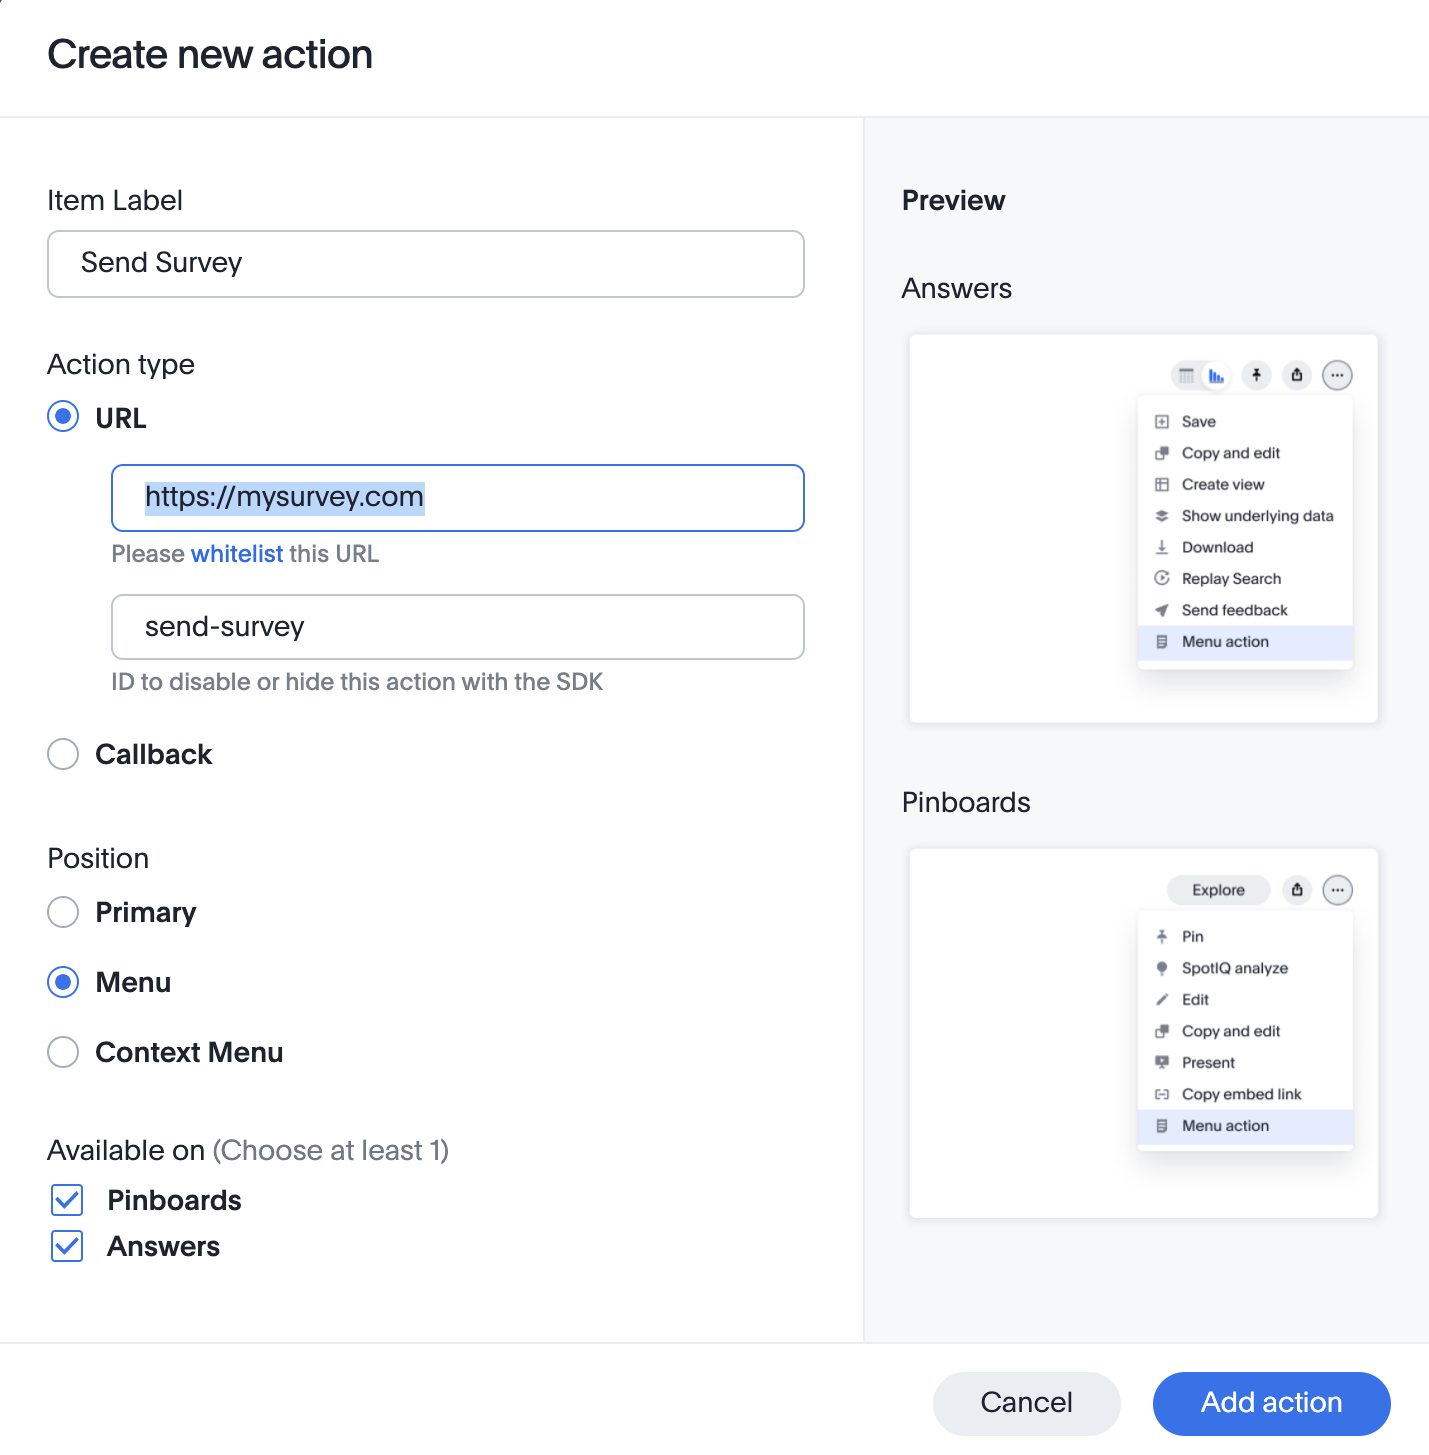 Create new action
Item Label
Send Survey
Action type
URL
https://mysurvey.com
Please whitelist this URL
send-survey
ID to disable or hide this action with the SDK
Callback
Position
Primary
Menu
Context Menu
Available on (Choose at least 1)
Pinboards
Answers
Preview
Answers
Save
Copy and edit
Create view
Show underlying data
Download
Replay Search
Send feedback
Menu action
Pinboards
Explore
Pin
SpotIQ analyze
Edit
Copy and edit
Present
Copy embed link
Menu action
Cancel
Add action